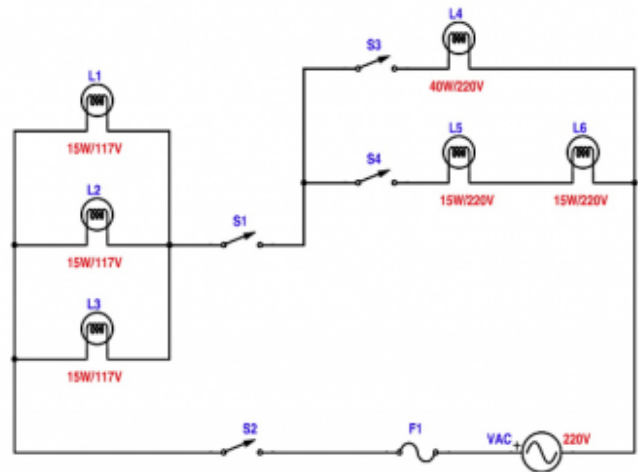 L4
S3
40W/220V
L1
15W/117V
L5
L6
S4
15W/220V
15W/220V
L2
S1
15W/117V
L3
15W/117V
S2
F1
VAC
+
220V